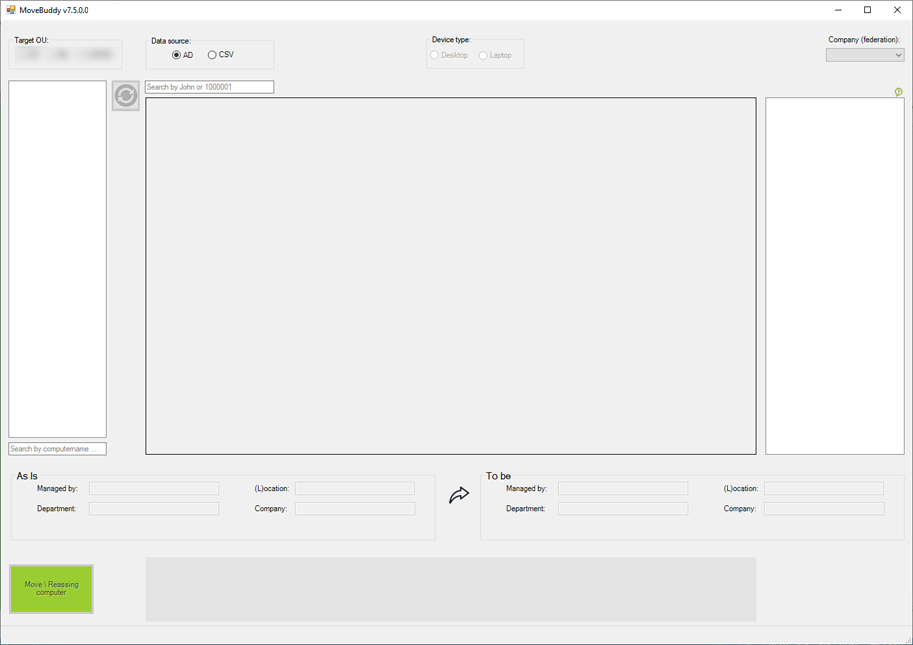 MoveBuddy v7.5.0.0
Target OU:
Data source:
AD
CSV
Device type:
Desktop
Laptop
Company (federation):
Search by John or 1000001
?
Search by computername ...
As Is
Managed by:
(L)ocation:
Department:
Company:
To be
Managed by:
(L)ocation:
Department:
Company:
Move \ Reassing
computer